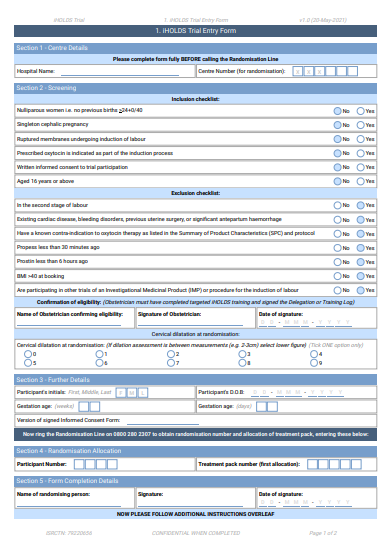 iHOLDS Trial 1. iHOLDS Trial Entry Form v1.0 (20-May-2021)
1. iHOLDS Trial Entry Form
Section 1 - Centre Details
Please complete form fully BEFORE calling the Randomisation Line
Hospital Name: Centre Number (for randomisation):
Section 2 - Screening
Inclusion checklist:
Nulliparous women i.e. no previous births ≥24+0/40 No Yes
Singleton cephalic pregnancy No Yes
Ruptured membranes undergoing induction of labour No Yes
Prescribed oxytocin is indicated as part of the induction process No Yes
Written informed consent to trial participation No Yes
Aged 16 years or above No Yes
Exclusion checklist:
In the second stage of labour No Yes
Existing cardiac disease, bleeding disorders, previous uterine surgery, or significant antepartum haemorrhage No Yes
Have a known contra-indication to oxytocin therapy as listed in the Summary of Product Characteristics (SPC) and protocol No Yes
Propess less than 30 minutes ago No Yes
Prostin less than 6 hours ago No Yes
BMI >40 at booking No Yes
Are participating in other trials of an Investigational Medicinal Product (IMP) or procedure for the induction of labour No Yes
Confirmation of eligibility: (Obstetrician must have completed targeted iHOLDS training and signed the Delegation or Training Log)
Name of Obstetrician confirming eligibility: Signature of Obstetrician: Date of signature:
D D - M M M - Y Y Y Y
Cervical dilatation at randomisation:
Cervical dilatation at randomisation: (If dilation assessment is between measurements (e.g. 2-3cm) select lower figure) (Tick ONE option only)
0 1 2 3 4
5 6 7 8 9
Section 3 - Further Details
Participant's initials: First, Middle, Last F M L Participant's D.O.B: D D - M M M - Y Y Y Y
Gestation age: (weeks) Gestation age: (days)
Version of signed Informed Consent Form:
Now ring the Randomisation Line on 0800 280 2307 to obtain randomisation number and allocation of treatment pack, entering these below:
Section 4 - Randomisation Allocation
Participant Number: Treatment pack number (first allocation):
Section 5 - Form Completion Details
Name of randomising person: Signature: Date of signature:
D D - M M M - Y Y Y Y
NOW PLEASE FOLLOW ADDITIONAL INSTRUCTIONS OVERLEAF
CONFIDENTIAL WHEN COMPLETED Page 1 of 2